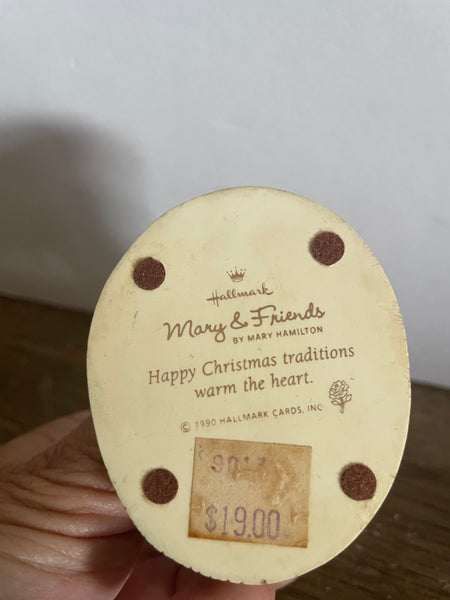 Hallmark
Mary & Friends
BY MARY HAMILTON
Happy Christmas traditions
warm the heart.
© 1990 HALLMARK CARDS, INC.
$19.00